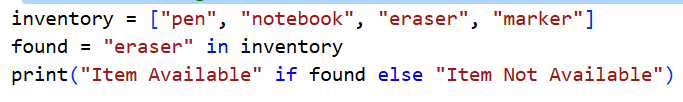 inventory = ["pen", "notebook", "eraser", "marker"]
found = "eraser" in inventory
print("Item Available" if found else "Item Not Available")